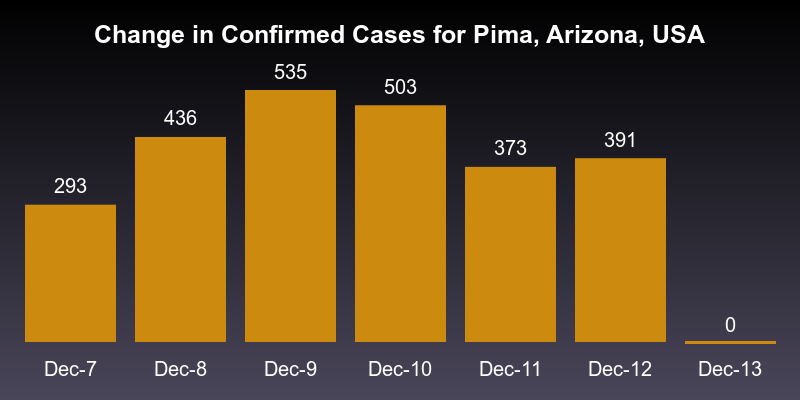 Change in Confirmed Cases for Pima, Arizona, USA
293
436
535
503
373
391
0
Dec-7
Dec-8
Dec-9
Dec-10
Dec-11
Dec-12
Dec-13